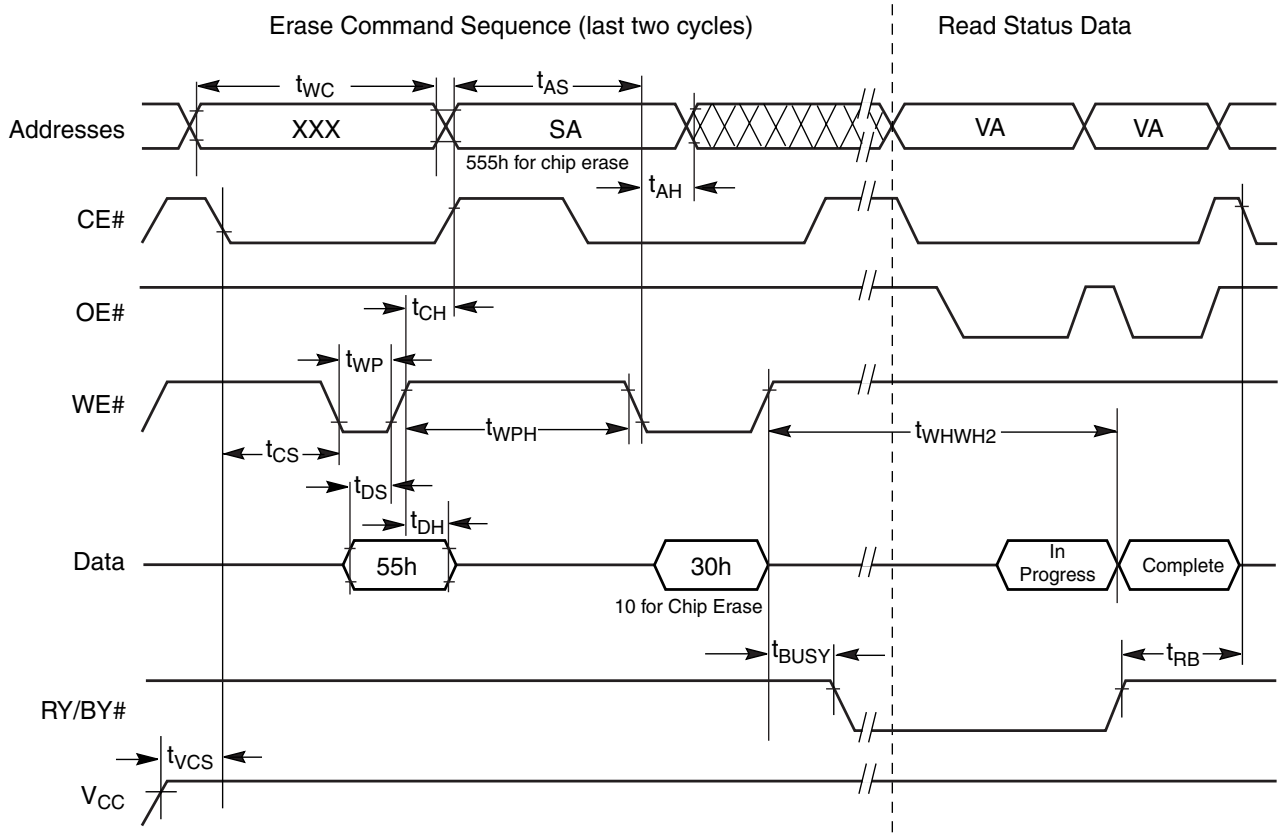 Erase Command Sequence (last two cycles)
Read Status Data
tWC
tAS
Addresses
XXX
SA
VA
VA
555h for chip erase
tAH
CE#
OE#
tCH
tWP
WE#
tWPH
tWHWH2
tCS
tDS
tDH
Data
55h
30h
In
Progress
Complete
10 for Chip Erase
tBUSY
tRB
RY/BY#
tVCS
VCC